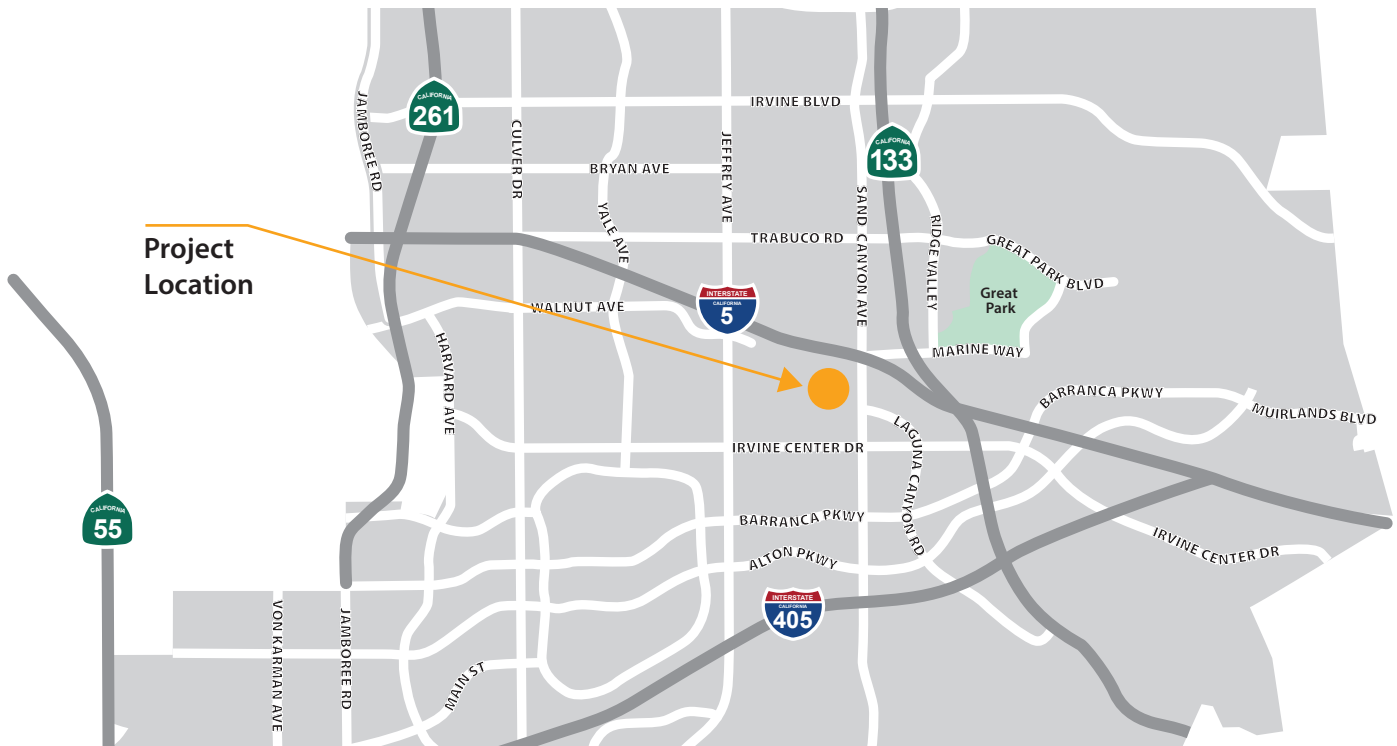 IRVINE BLVD
CALIFORNIA
261
JAMBOREE RD
CULVER DR
JEFFREY AVE
CALIFORNIA
133
BRYAN AVE
YALE AVE
SAND CANYON AVE
RIDGE VALLEY
TRABUCO RD
GREAT PARK BLVD
Project
Location
Great
Park
INTERSTATE
CALIFORNIA
5
WALNUT AVE
HARVARD AVE
MARINE WAY
BARRANCA PKWY
MUIRLANDS BLVD
LAGUNA CANYON RD
IRVINE CENTER DR
CALIFORNIA
55
BARRANCA PKWY
ALTON PKWY
IRVINE CENTER DR
INTERSTATE
CALIFORNIA
405
VON KARMAN AVE
JAMBOREE RD
MAIN ST